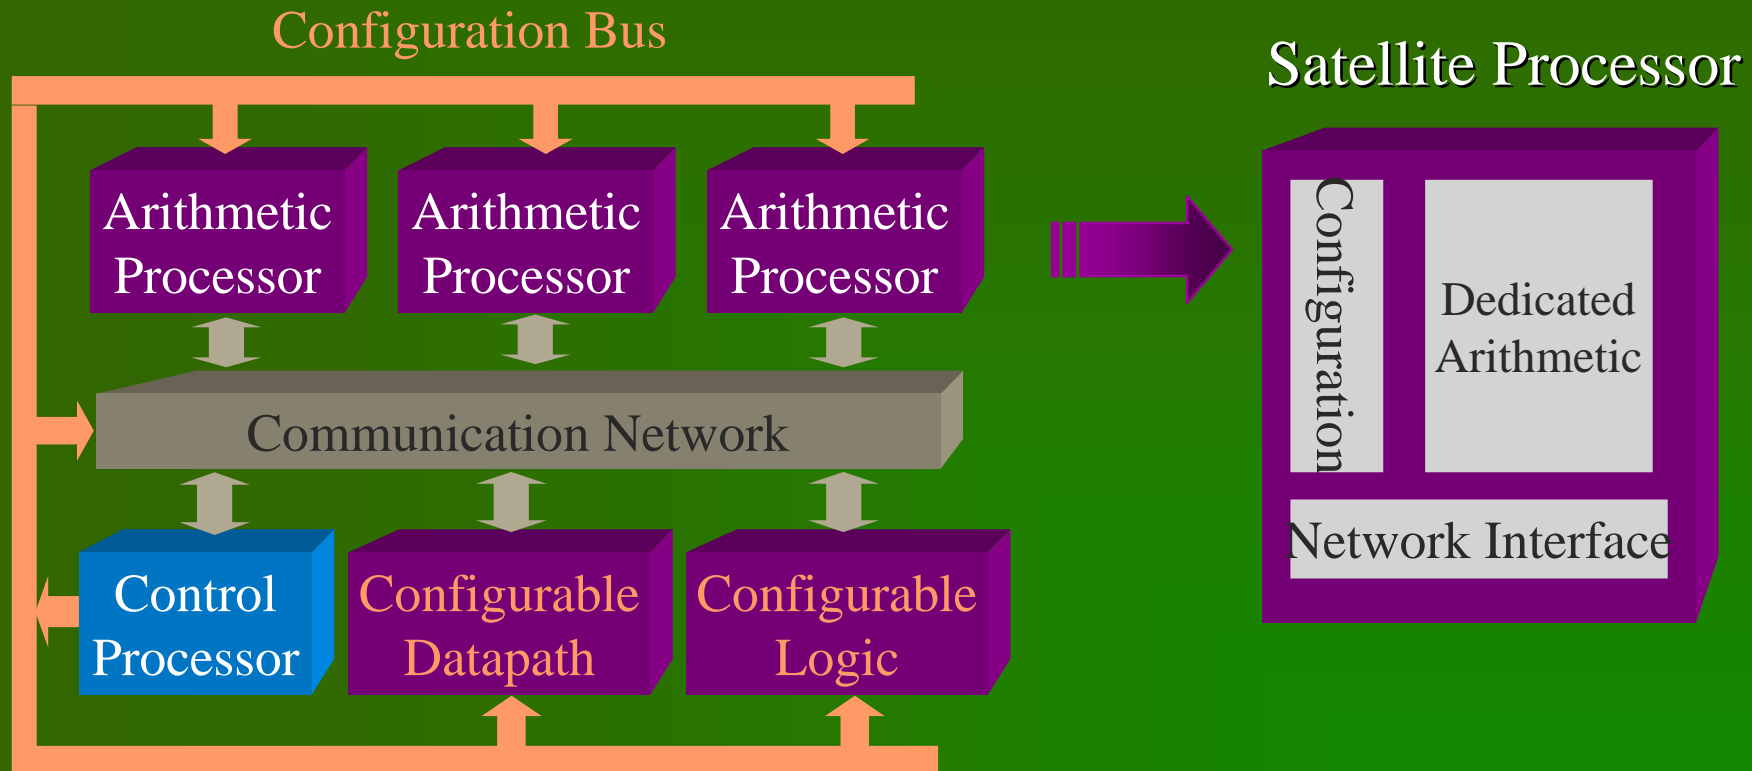 Configuration Bus
Satellite Processor
Arithmetic
Processor
Arithmetic
Processor
Arithmetic
Processor
Configuration
Dedicated
Arithmetic
Communication Network
Network Interface
Control
Processor
Configurable
Datapath
Configurable
Logic